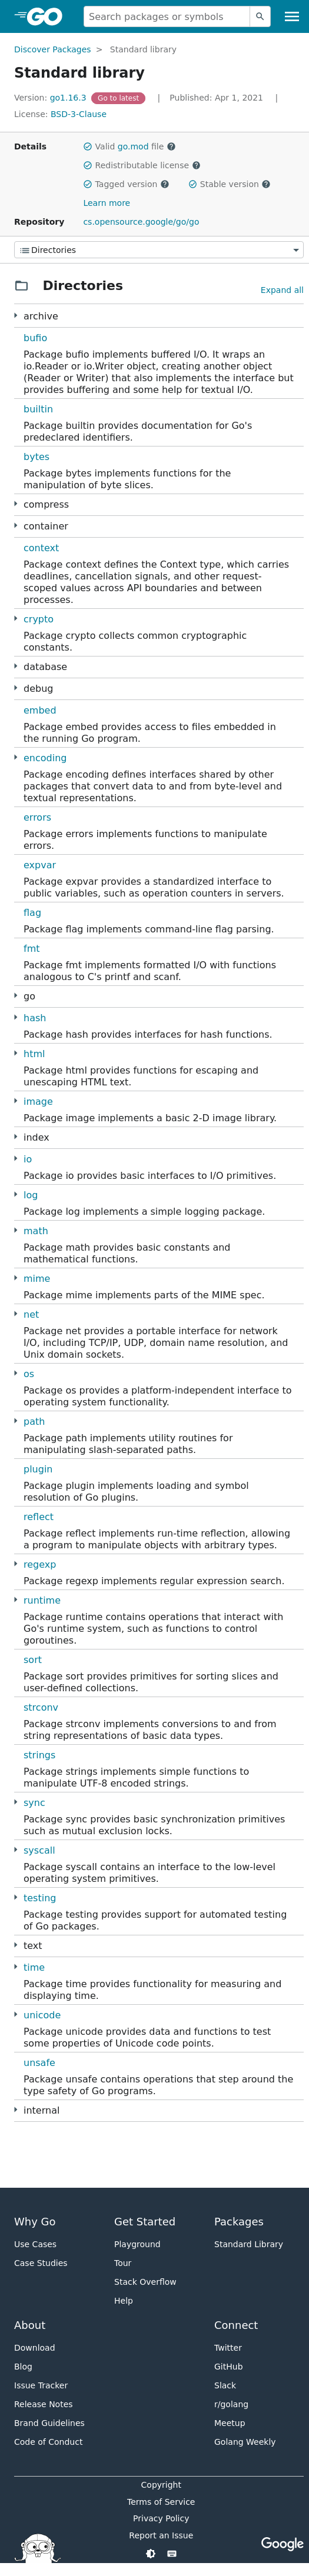 GO
Search packages or symbols
Discover Packages > Standard library
Standard library
Version: go1.16.3 Go to latest | Published: Apr 1, 2021 |
License: BSD-3-Clause
Details
Valid go.mod file
Redistributable license
Tagged version
Stable version
Learn more
Repository
cs.opensource.google/go/go
Directories
Directories
Expand all
archive
bufio
Package bufio implements buffered I/O. It wraps an
io.Reader or io.Writer object, creating another object
(Reader or Writer) that also implements the interface but
provides buffering and some help for textual I/O.
builtin
Package builtin provides documentation for Go's
predeclared identifiers.
bytes
Package bytes implements functions for the
manipulation of byte slices.
compress
container
context
Package context defines the Context type, which carries
deadlines, cancellation signals, and other request-
scoped values across API boundaries and between
processes.
crypto
Package crypto collects common cryptographic
constants.
database
debug
embed
Package embed provides access to files embedded in
the running Go program.
encoding
Package encoding defines interfaces shared by other
packages that convert data to and from byte-level and
textual representations.
errors
Package errors implements functions to manipulate
errors.
expvar
Package expvar provides a standardized interface to
public variables, such as operation counters in servers.
flag
Package flag implements command-line flag parsing.
fmt
Package fmt implements formatted I/O with functions
analogous to C's printf and scanf.
go
hash
Package hash provides interfaces for hash functions.
html
Package html provides functions for escaping and
unescaping HTML text.
image
Package image implements a basic 2-D image library.
index
io
Package io provides basic interfaces to I/O primitives.
log
Package log implements a simple logging package.
math
Package math provides basic constants and
mathematical functions.
mime
Package mime implements parts of the MIME spec.
net
Package net provides a portable interface for network
I/O, including TCP/IP, UDP, domain name resolution, and
Unix domain sockets.
os
Package os provides a platform-independent interface to
operating system functionality.
path
Package path implements utility routines for
manipulating slash-separated paths.
plugin
Package plugin implements loading and symbol
resolution of Go plugins.
reflect
Package reflect implements run-time reflection, allowing
a program to manipulate objects with arbitrary types.
regexp
Package regexp implements regular expression search.
runtime
Package runtime contains operations that interact with
Go's runtime system, such as functions to control
goroutines.
sort
Package sort provides primitives for sorting slices and
user-defined collections.
strconv
Package strconv implements conversions to and from
string representations of basic data types.
strings
Package strings implements simple functions to
manipulate UTF-8 encoded strings.
sync
Package sync provides basic synchronization primitives
such as mutual exclusion locks.
syscall
Package syscall contains an interface to the low-level
operating system primitives.
testing
Package testing provides support for automated testing
of Go packages.
text
time
Package time provides functionality for measuring and
displaying time.
unicode
Package unicode provides data and functions to test
some properties of Unicode code points.
unsafe
Package unsafe contains operations that step around the
type safety of Go programs.
internal
Why Go
Use Cases
Case Studies
Get Started
Playground
Tour
Stack Overflow
Help
Packages
Standard Library
About
Download
Blog
Issue Tracker
Release Notes
Brand Guidelines
Code of Conduct
Connect
Twitter
GitHub
Slack
r/golang
Meetup
Golang Weekly
Copyright
Terms of Service
Privacy Policy
Report an Issue
Google